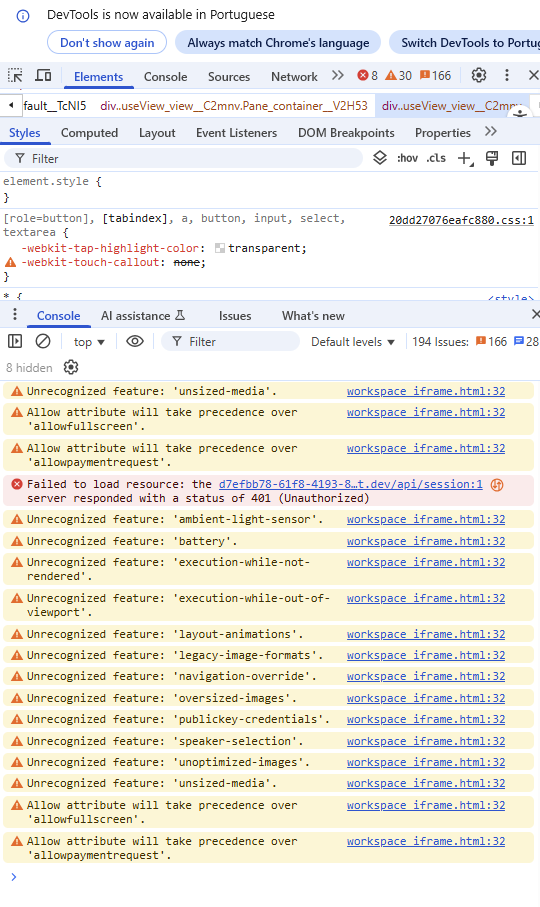 DevTools is now available in Portuguese
Don't show again
Always match Chrome's language
Switch DevTools to
Elements
Console
Sources
Network
8
30
166
fault__TcNI5
div..useView_view__C2mnv.Pane_container__V2H53
div..useView_view__C2mnv
Styles
Computed
Layout
Event Listeners
DOM Breakpoints
Properties
Filter
:hov
.cls
element.style {
}
[role=button], [tabindex], a, button, input, select,
20dd27076eafc880.css:1
textarea {
-webkit-tap-highlight-color: transparent;
-webkit-touch-callout: none;
}
* {
<style>
Console
AI assistance
Issues
What's new
top
Filter
Default levels
194 Issues:
166
28
8 hidden
Unrecognized feature: 'unsized-media'.
workspace_iframe.html:32
Allow attribute will take precedence over
workspace_iframe.html:32
'allowfullscreen'.
Allow attribute will take precedence over
workspace_iframe.html:32
'allowpaymentrequest'.
Failed to load resource: the
d7efbb78-61f8-4193-8…t.dev/api/session:1
server responded with a status of 401 (Unauthorized)
Unrecognized feature: 'ambient-light-sensor'.
workspace_iframe.html:32
Unrecognized feature: 'battery'.
workspace_iframe.html:32
Unrecognized feature: 'execution-while-not-
workspace_iframe.html:32
rendered'.
Unrecognized feature: 'execution-while-out-of-
workspace_iframe.html:32
viewport'.
Unrecognized feature: 'layout-animations'.
workspace_iframe.html:32
Unrecognized feature: 'legacy-image-formats'.
workspace_iframe.html:32
Unrecognized feature: 'navigation-override'.
workspace_iframe.html:32
Unrecognized feature: 'oversized-images'.
workspace_iframe.html:32
Unrecognized feature: 'publickey-credentials'.
workspace_iframe.html:32
Unrecognized feature: 'speaker-selection'.
workspace_iframe.html:32
Unrecognized feature: 'unoptimized-images'.
workspace_iframe.html:32
Unrecognized feature: 'unsized-media'.
workspace_iframe.html:32
Allow attribute will take precedence over
workspace_iframe.html:32
'allowfullscreen'.
Allow attribute will take precedence over
workspace_iframe.html:32
'allowpaymentrequest'.